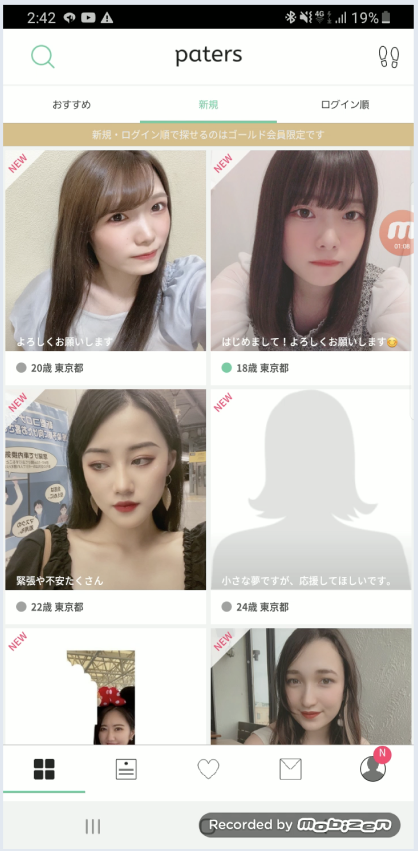 2:42
4G
19%
paters
おすすめ
新規
ログイン順
新規・ログイン順で探せるのはゴールド会員限定です
NEW
NEW
01:08
よろしくお願いします
はじめまして!よろしくお願いします
20歳 東京都
18歳 東京都
NEW
NEW
緊張や不安たくさん
小さな夢ですが、応援してほしいです。
22歳 東京都
24歳 東京都
NEW
NEW
N
Recorded by mobizen